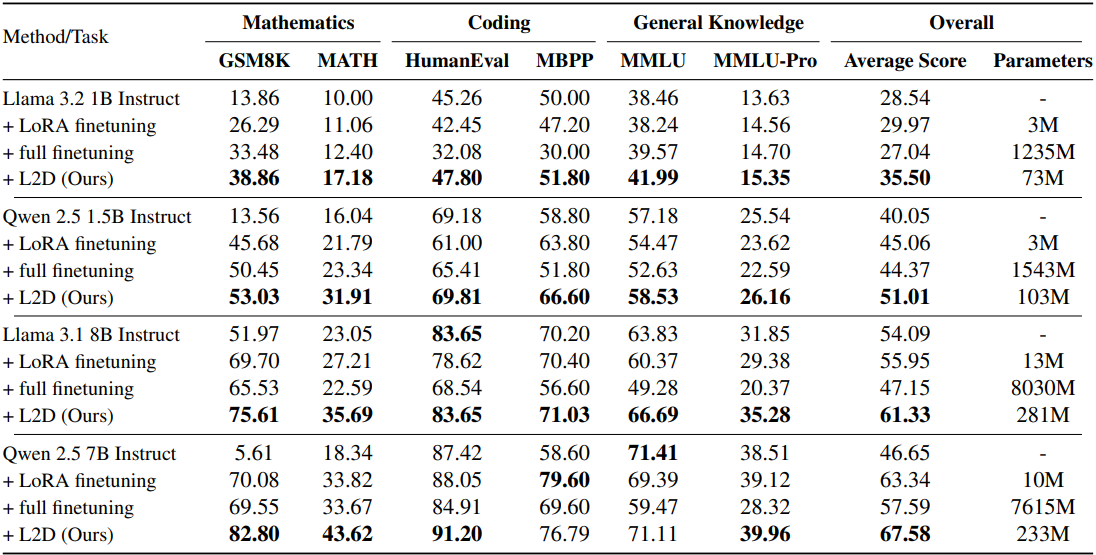 Method/Task Mathematics Coding General Knowledge Overall
GSM8K MATH HumanEval MBPP MMLU MMLU-Pro Average Score Parameters
Llama 3.2 1B Instruct 13.86 10.00 45.26 50.00 38.46 13.63 28.54 -
+ LoRA finetuning 26.29 11.06 42.45 47.20 38.24 14.56 29.97 3M
+ full finetuning 33.48 12.40 32.08 30.00 39.57 14.70 27.04 1235M
+ L2D (Ours) 38.86 17.18 47.80 51.80 41.99 15.35 35.50 73M
Qwen 2.5 1.5B Instruct 13.56 16.04 69.18 58.80 57.18 25.54 40.05 -
+ LoRA finetuning 45.68 21.79 61.00 63.80 54.47 23.62 45.06 3M
+ full finetuning 50.45 23.34 65.41 51.80 52.63 22.59 44.37 1543M
+ L2D (Ours) 53.03 31.91 69.81 66.60 58.53 26.16 51.01 103M
Llama 3.1 8B Instruct 51.97 23.05 83.65 70.20 63.83 31.85 54.09 -
+ LoRA finetuning 69.70 27.21 78.62 70.40 60.37 29.38 55.95 13M
+ full finetuning 65.53 22.59 68.54 56.60 49.28 20.37 47.15 8030M
+ L2D (Ours) 75.61 35.69 83.65 71.03 66.69 35.28 61.33 281M
Qwen 2.5 7B Instruct 5.61 18.34 87.42 58.60 71.41 38.51 46.65 -
+ LoRA finetuning 70.08 33.82 88.05 79.60 69.39 39.12 63.34 10M
+ full finetuning 69.55 33.67 84.91 69.60 59.47 28.32 57.59 7615M
+ L2D (Ours) 82.80 43.62 91.20 76.79 71.11 39.96 67.58 233M